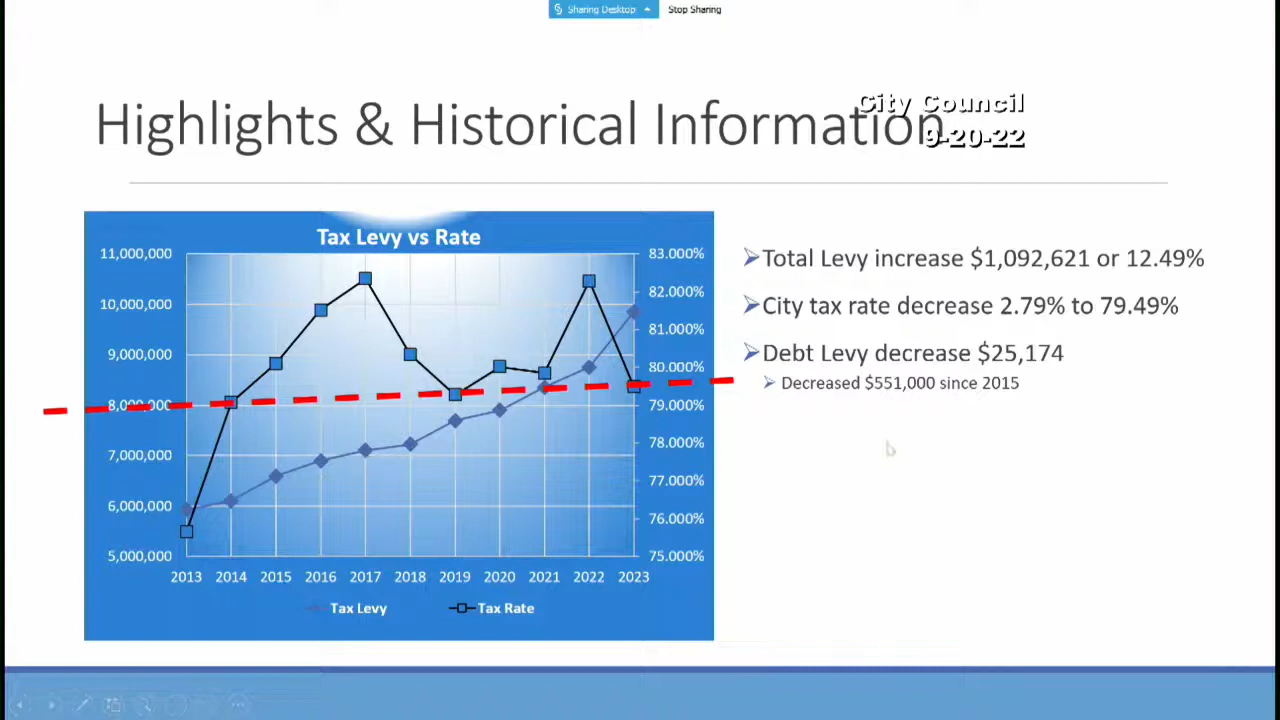 Sharing Desktop Stop Sharing
Highlights & Historical Information
City Council
9-20-22
Tax Levy vs Rate
11,000,000
10,000,000
9,000,000
8,000,000
7,000,000
6,000,000
5,000,000
83.000%
82.000%
81.000%
80.000%
79.000%
78.000%
77.000%
76.000%
75.000%
2013 2014 2015 2016 2017 2018 2019 2020 2021 2022 2023
Tax Levy Tax Rate
Total Levy increase $1,092,621 or 12.49%
City tax rate decrease 2.79% to 79.49%
Debt Levy decrease $25,174
Decreased $551,000 since 2015